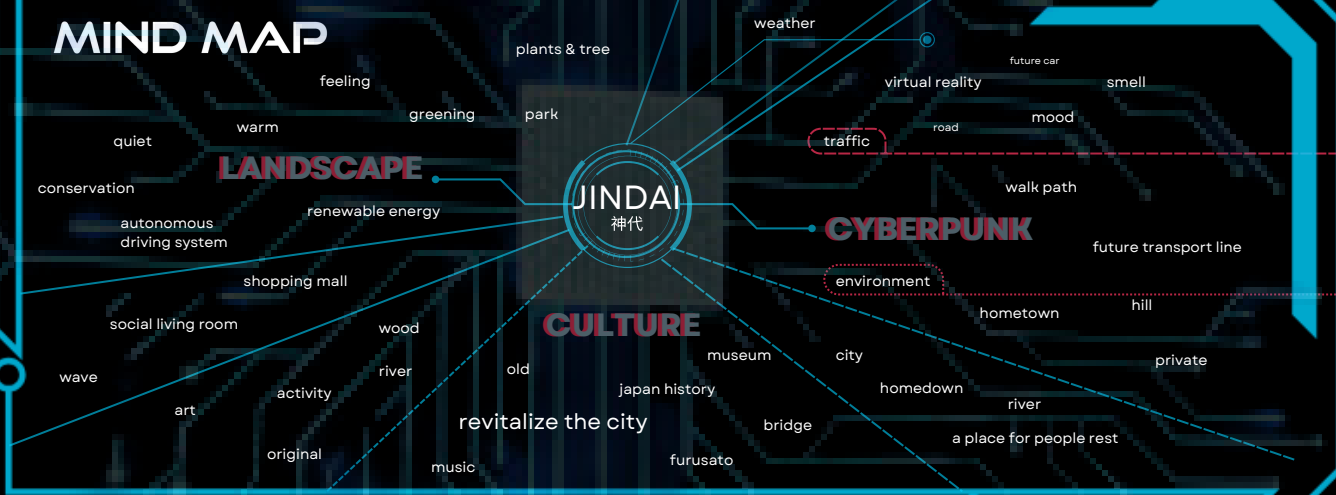 MIND MAP
weather
plants & tree
future car
feeling
virtual reality
smell
greening
park
mood
warm
road
quiet
traffic
LANDSCAPE
conservation
walk path
JINDAI
神代
renewable energy
autonomous
driving system
CYBERPUNK
future transport line
shopping mall
environment
hill
hometown
social living room
wood
CULTURE
museum
city
private
river
old
wave
activity
japan history
homedown
river
art
revitalize the city
bridge
a place for people rest
original
music
furusato